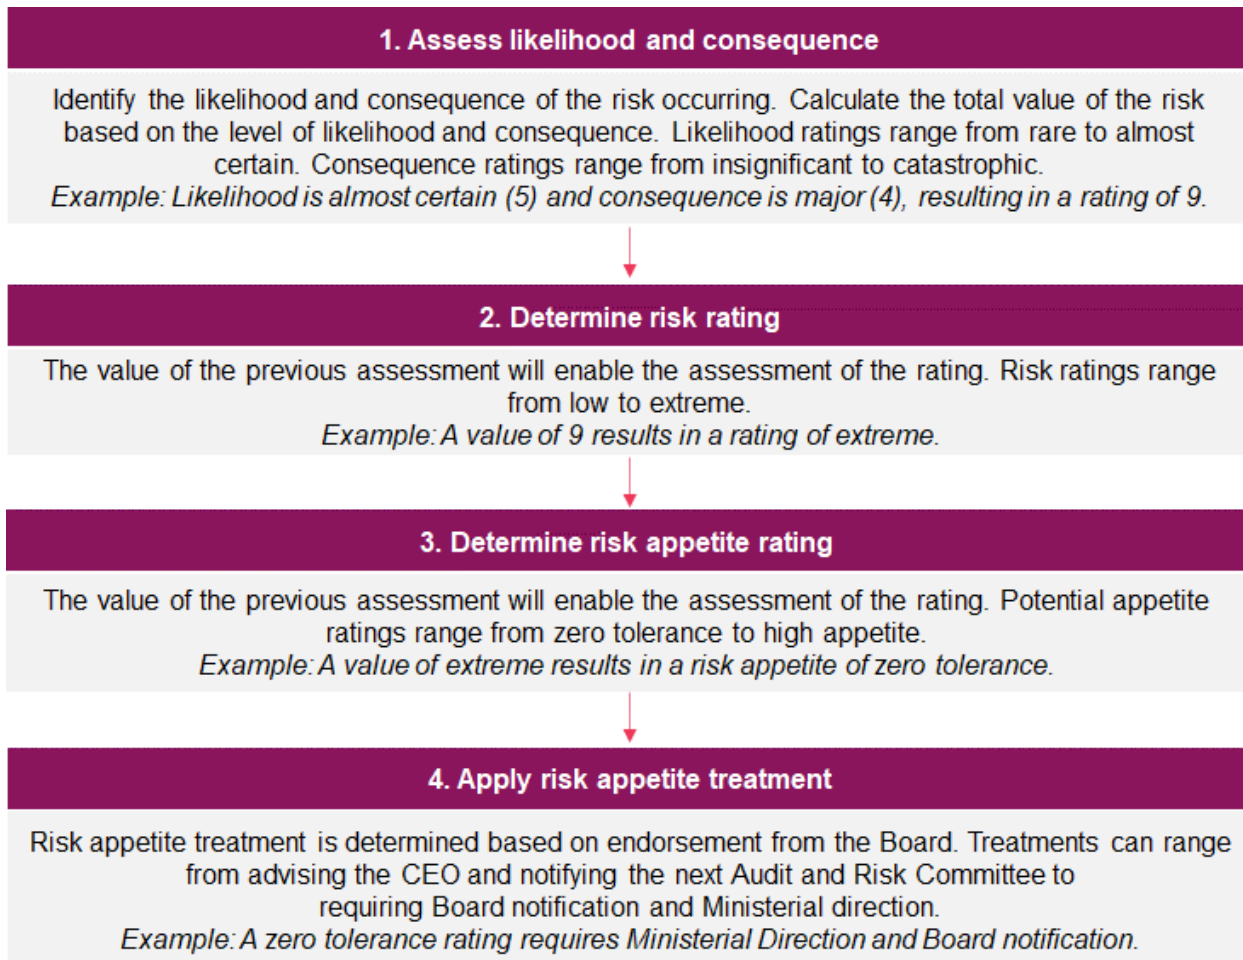 1. Assess likelihood and consequence
Identify the likelihood and consequence of the risk occurring. Calculate the total value of the risk
based on the level of likelihood and consequence. Likelihood ratings range from rare to almost
certain. Consequence ratings range from insignificant to catastrophic.
Example: Likelihood is almost certain (5) and consequence is major (4), resulting in a rating of 9.
2. Determine risk rating
The value of the previous assessment will enable the assessment of the rating. Risk ratings range
from low to extreme.
Example: A value of 9 results in a rating of extreme.
3. Determine risk appetite rating
The value of the previous assessment will enable the assessment of the rating. Potential appetite
ratings range from zero tolerance to high appetite.
Example: A value of extreme results in a risk appetite of zero tolerance.
4. Apply risk appetite treatment
Risk appetite treatment is determined based on endorsement from the Board. Treatments can range
from advising the CEO and notifying the next Audit and Risk Committee to
requiring Board notification and Ministerial direction.
Example: A zero tolerance rating requires Ministerial Direction and Board notification.